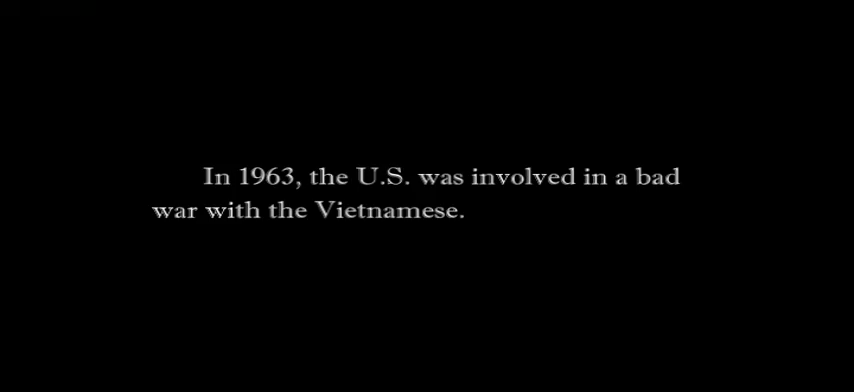 In 1963, the U.S. was involved in a bad
war with the Vietnamese.